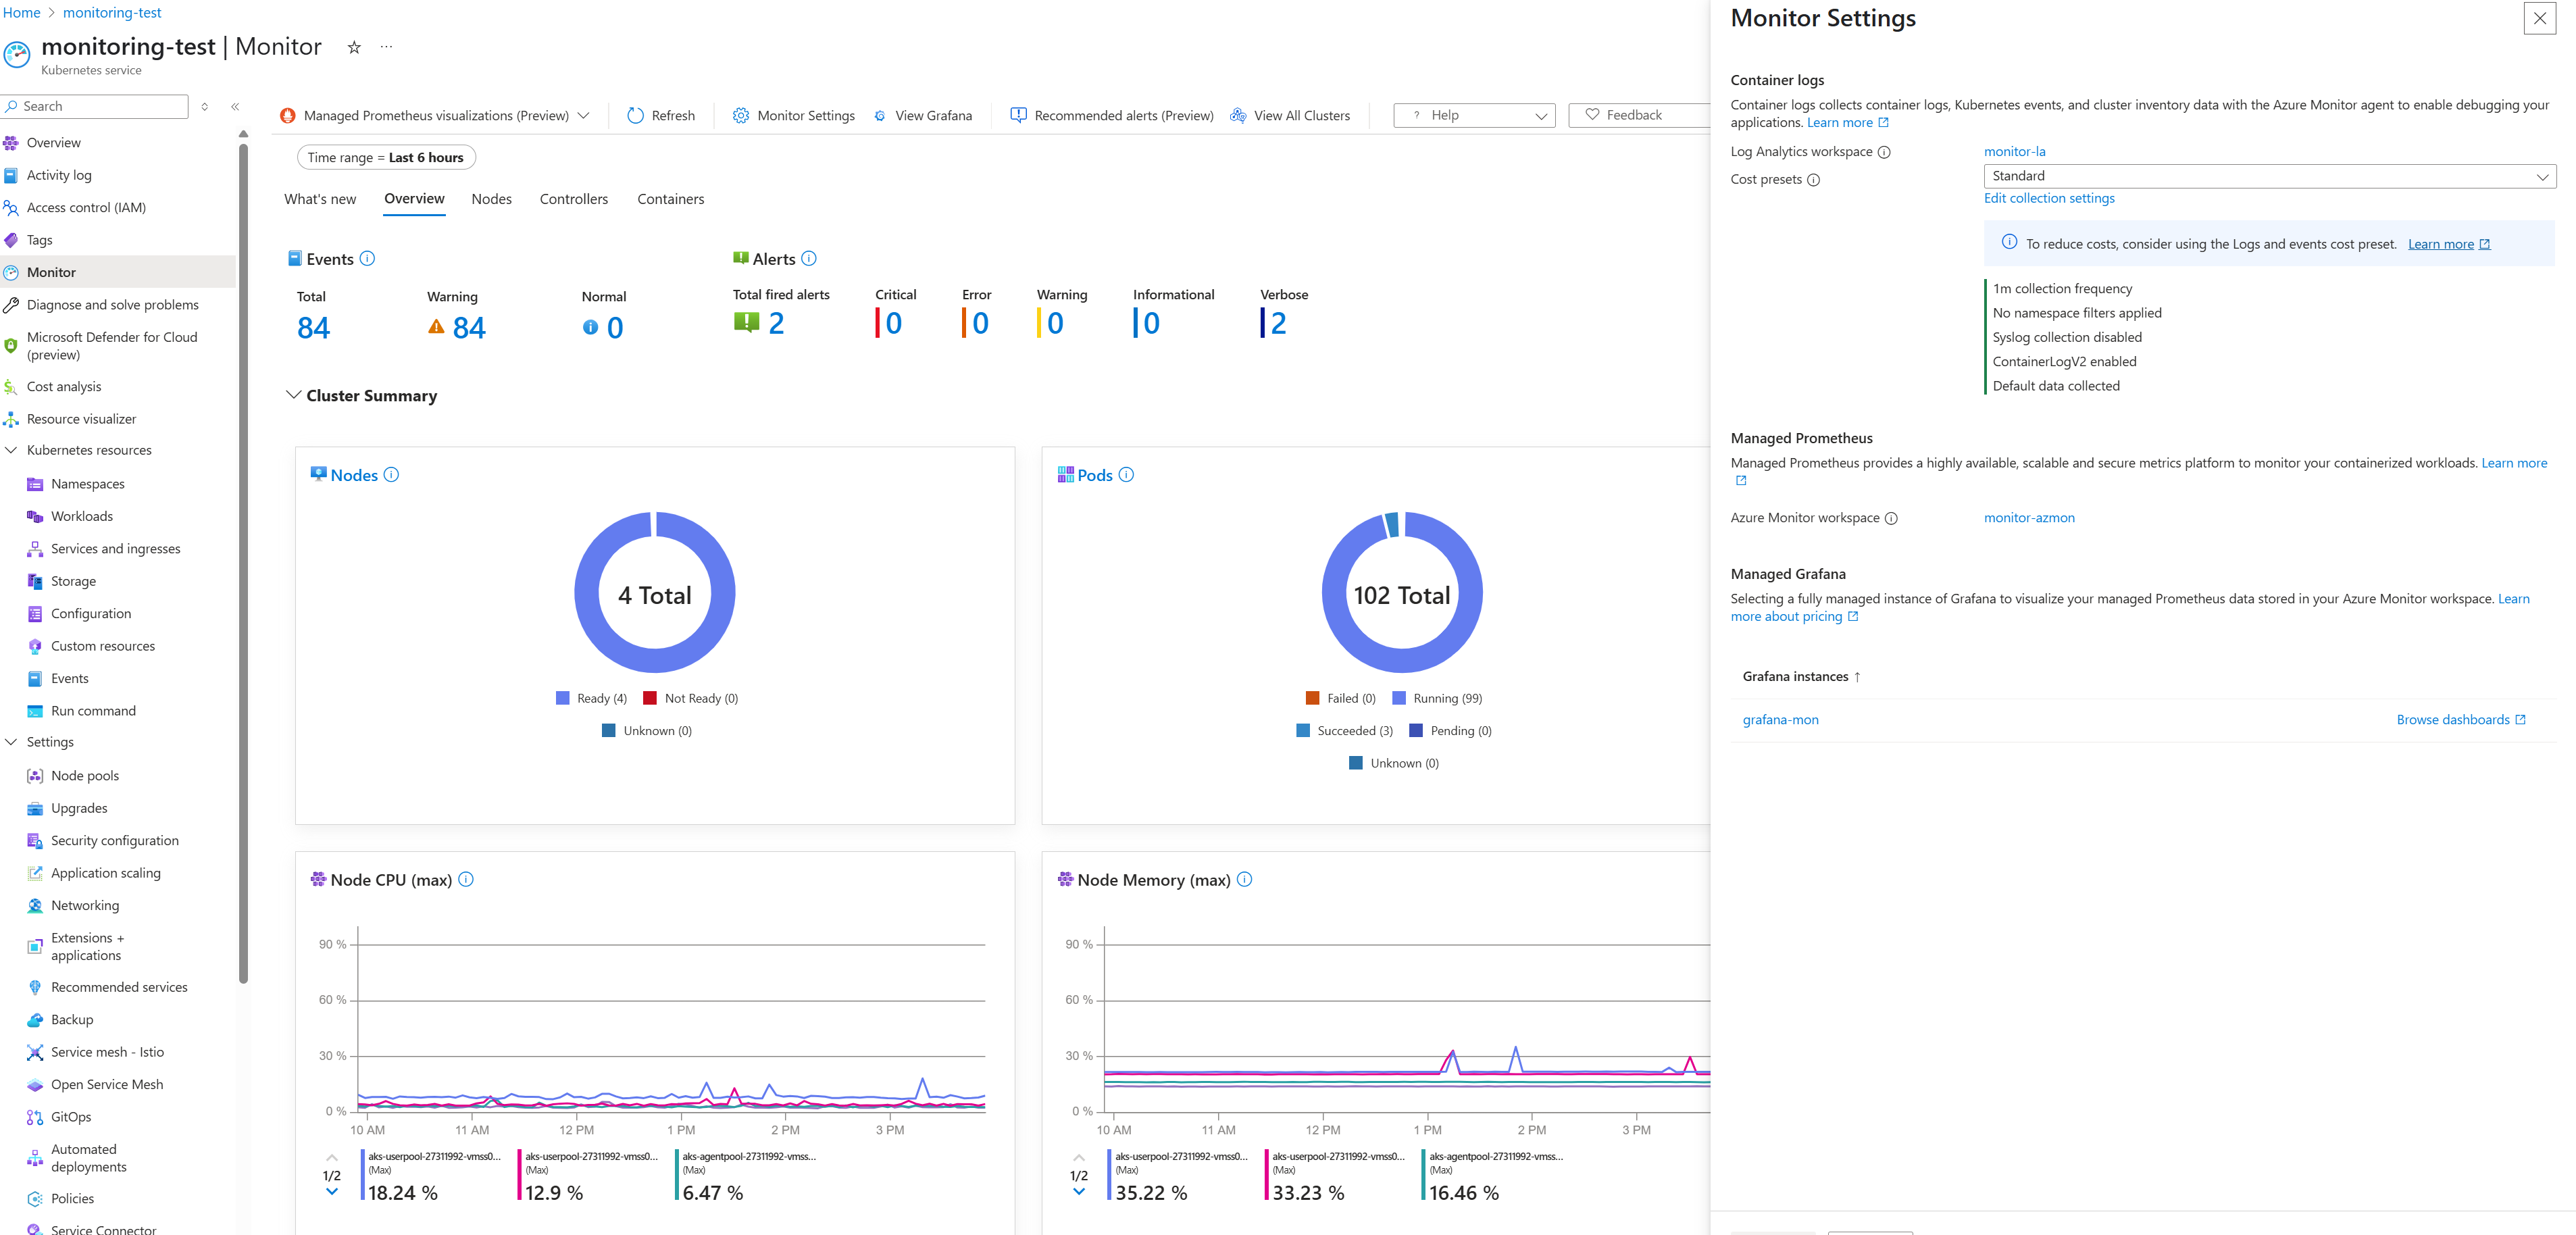 Home > monitoring-test
monitoring-test | Monitor
Kubernetes service
Search
Overview
Activity log
Access control (IAM)
Tags
Monitor
Diagnose and solve problems
Microsoft Defender for Cloud
(preview)
Cost analysis
Resource visualizer
Kubernetes resources
Namespaces
Workloads
Services and ingresses
Storage
Configuration
Custom resources
Events
Run command
Settings
Node pools
Upgrades
Security configuration
Application scaling
Networking
Extensions +
applications
Recommended services
Backup
Service mesh - Istio
Open Service Mesh
GitOps
Automated
deployments
Policies
Service Connector
Managed Prometheus visualizations (Preview) Refresh Monitor Settings View Grafana Recommended alerts (Preview) View All Clusters ? Help Feedback
Time range = Last 6 hours
What's new Overview Nodes Controllers Containers
Events
Total Warning Normal
84 84 0
Alerts
Total fired alerts Critical Error Warning Informational Verbose
2 0 0 0 0 2
Cluster Summary
Nodes
4 Total
Ready (4) Not Ready (0)
Unknown (0)
Pods
102 Total
Failed (0) Running (99)
Succeeded (3) Pending (0)
Unknown (0)
Node CPU (max)
90 %
60 %
30 %
0 %
10 AM 11 AM 12 PM 1 PM 2 PM 3 PM
1/2
aks-userpool-27311992-vmss0... aks-userpool-27311992-vmss0... aks-agentpool-27311992-vmss...
(Max) (Max) (Max)
18.24 % 12.9 % 6.47 %
Node Memory (max)
90 %
60 %
30 %
0 %
10 AM 11 AM 12 PM 1 PM 2 PM 3 PM
1/2
aks-userpool-27311992-vmss0... aks-userpool-27311992-vmss0... aks-agentpool-27311992-vmss...
(Max) (Max) (Max)
35.22 % 33.23 % 16.46 %
Monitor Settings
Container logs
Container logs collects container logs, Kubernetes events, and cluster inventory data with the Azure Monitor agent to enable debugging your
applications. Learn more
Log Analytics workspace monitor-la
Cost presets Standard
Edit collection settings
To reduce costs, consider using the Logs and events cost preset. Learn more
1m collection frequency
No namespace filters applied
Syslog collection disabled
ContainerLogV2 enabled
Default data collected
Managed Prometheus
Managed Prometheus provides a highly available, scalable and secure metrics platform to monitor your containerized workloads. Learn more
Azure Monitor workspace monitor-azmon
Managed Grafana
Selecting a fully managed instance of Grafana to visualize your managed Prometheus data stored in your Azure Monitor workspace. Learn
more about pricing
Grafana instances ↑
grafana-mon Browse dashboards